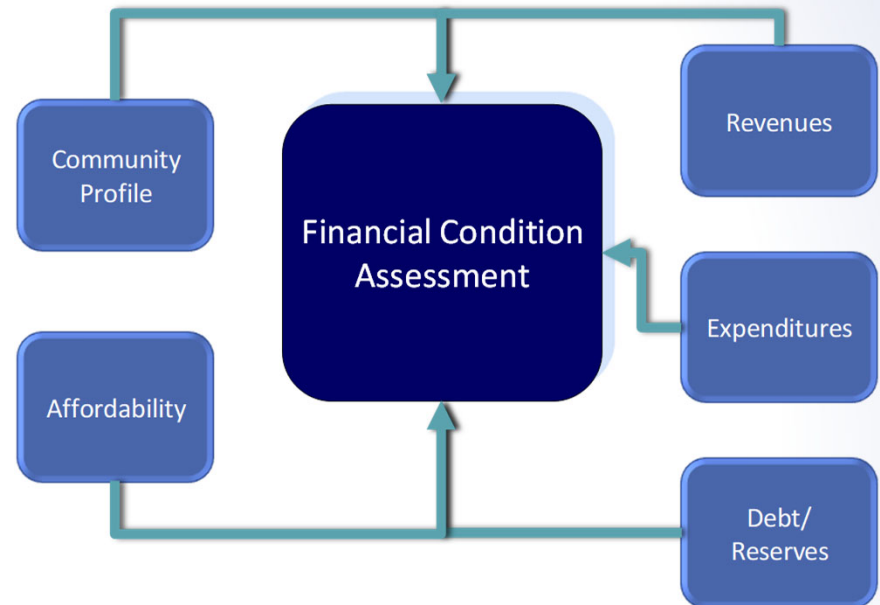 Community
Profile
Revenues
Financial Condition
Assessment
Expenditures
Affordability
Debt/
Reserves